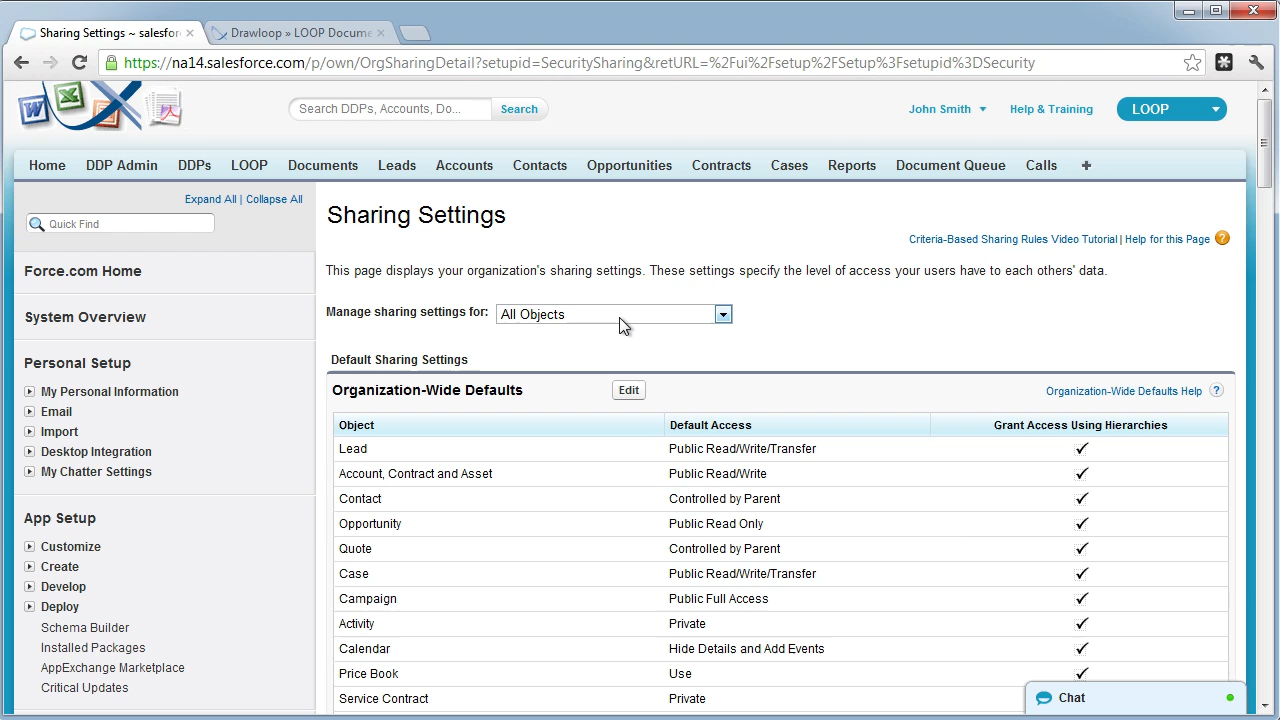 Sharing Settings ~ salesfor
Drawloop » LOOP Docume
https://na14.salesforce.com/p/own/OrgSharingDetail?setupid=SecuritySharing&retURL=%2Fui%2Fsetup%2FSetup%3Fsetupid%3DSecurity
Search DDPs, Accounts, Do...
Search
John Smith
Help & Training
LOOP
Home DDP Admin DDPs LOOP Documents Leads Accounts Contacts Opportunities Contracts Cases Reports Document Queue Calls +
Expand All | Collapse All
Quick Find
Force.com Home
System Overview
Personal Setup
My Personal Information
Email
Import
Desktop Integration
My Chatter Settings
App Setup
Customize
Create
Develop
Deploy
Schema Builder
Installed Packages
AppExchange Marketplace
Critical Updates
Sharing Settings
Criteria-Based Sharing Rules Video Tutorial | Help for this Page ?
This page displays your organization's sharing settings. These settings specify the level of access your users have to each others' data.
Manage sharing settings for: All Objects
Default Sharing Settings
Organization-Wide Defaults Edit Organization-Wide Defaults Help ?
Object Default Access Grant Access Using Hierarchies
Lead Public Read/Write/Transfer ✓
Account, Contract and Asset Public Read/Write ✓
Contact Controlled by Parent ✓
Opportunity Public Read Only ✓
Quote Controlled by Parent ✓
Case Public Read/Write/Transfer ✓
Campaign Public Full Access ✓
Activity Private ✓
Calendar Hide Details and Add Events ✓
Price Book Use ✓
Service Contract Private
Chat